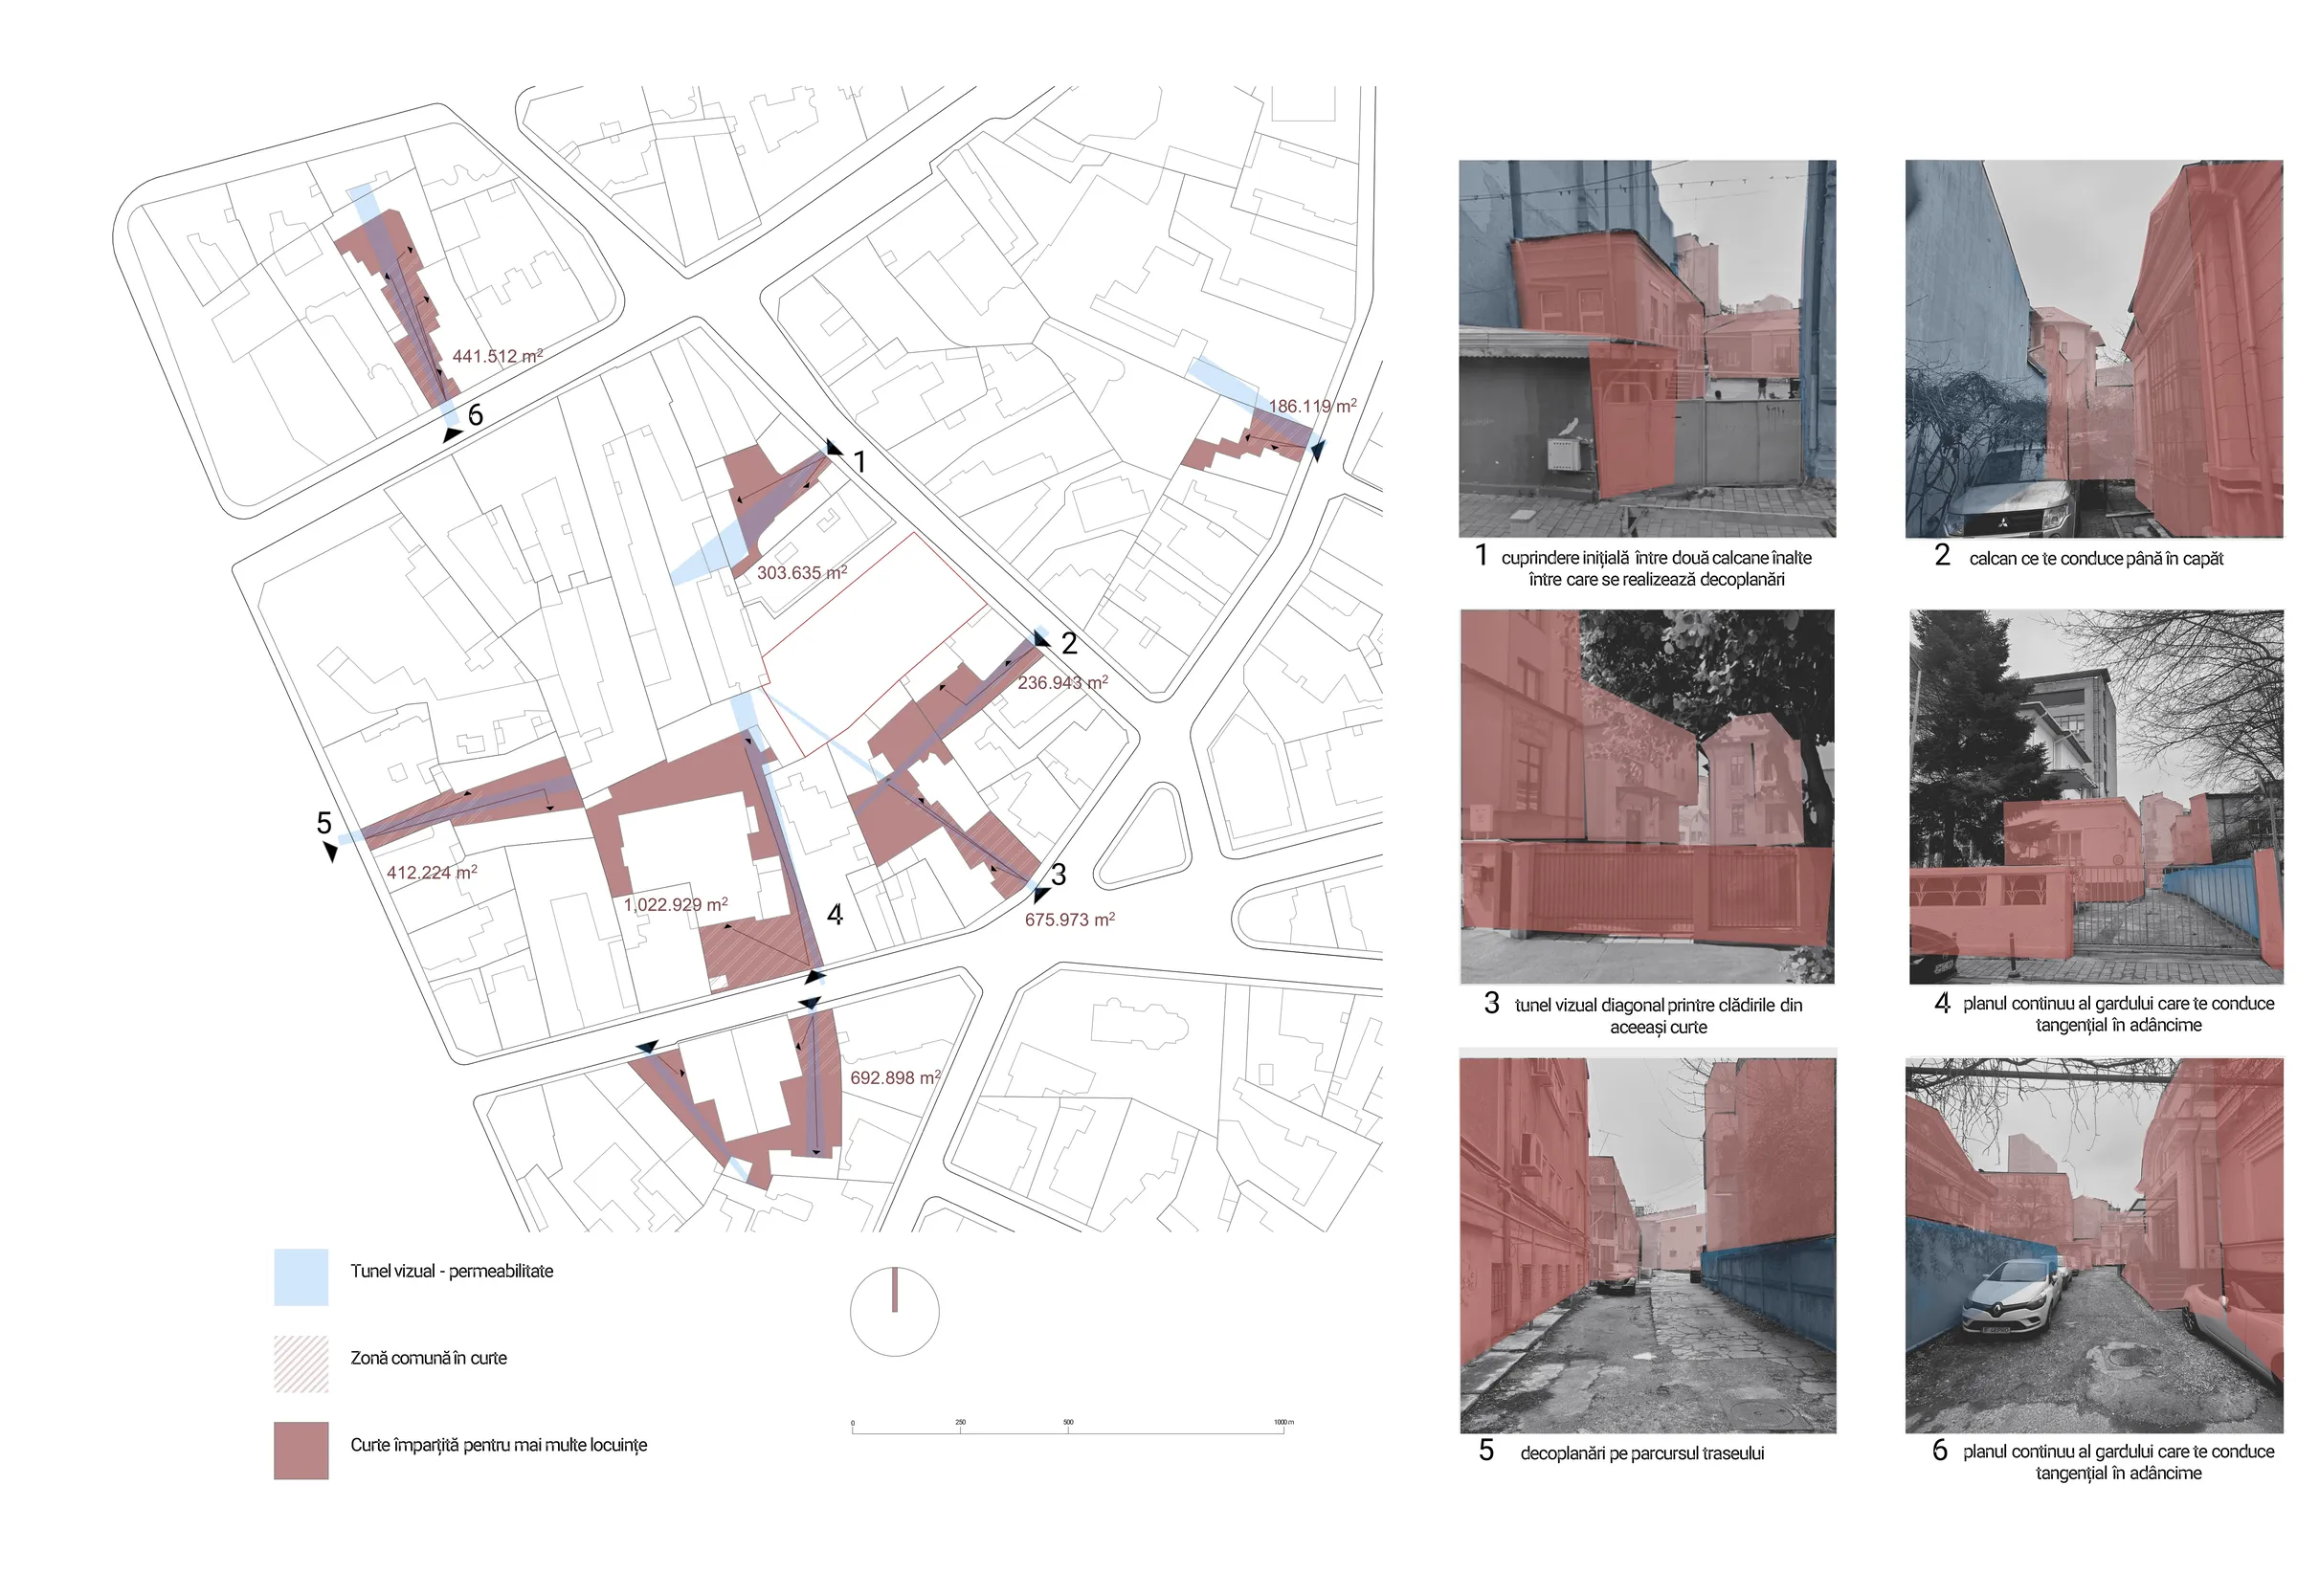 441.512 m²
6
186.119 m²
1
303.635 m²
2
236.943 m²
5
412.224 m²
1,022.929 m²
4
3
675.973 m²
692.898 m²
Tunel vizual - permeabilitate
Zonă comună în curte
Curte împarțită pentru mai multe locuințe
0 250 500 1000 m
1 cuprindere inițială între două calcane înalte
între care se realizează decoplanări
2 calcan ce te conduce până în capăt
3 tunel vizual diagonal printre clădirile din
aceeași curte
4 planul continuu al gardului care te conduce
tangențial în adâncime
5 decoplanări pe parcursul traseului
6 planul continuu al gardului care te conduce
tangențial în adâncime